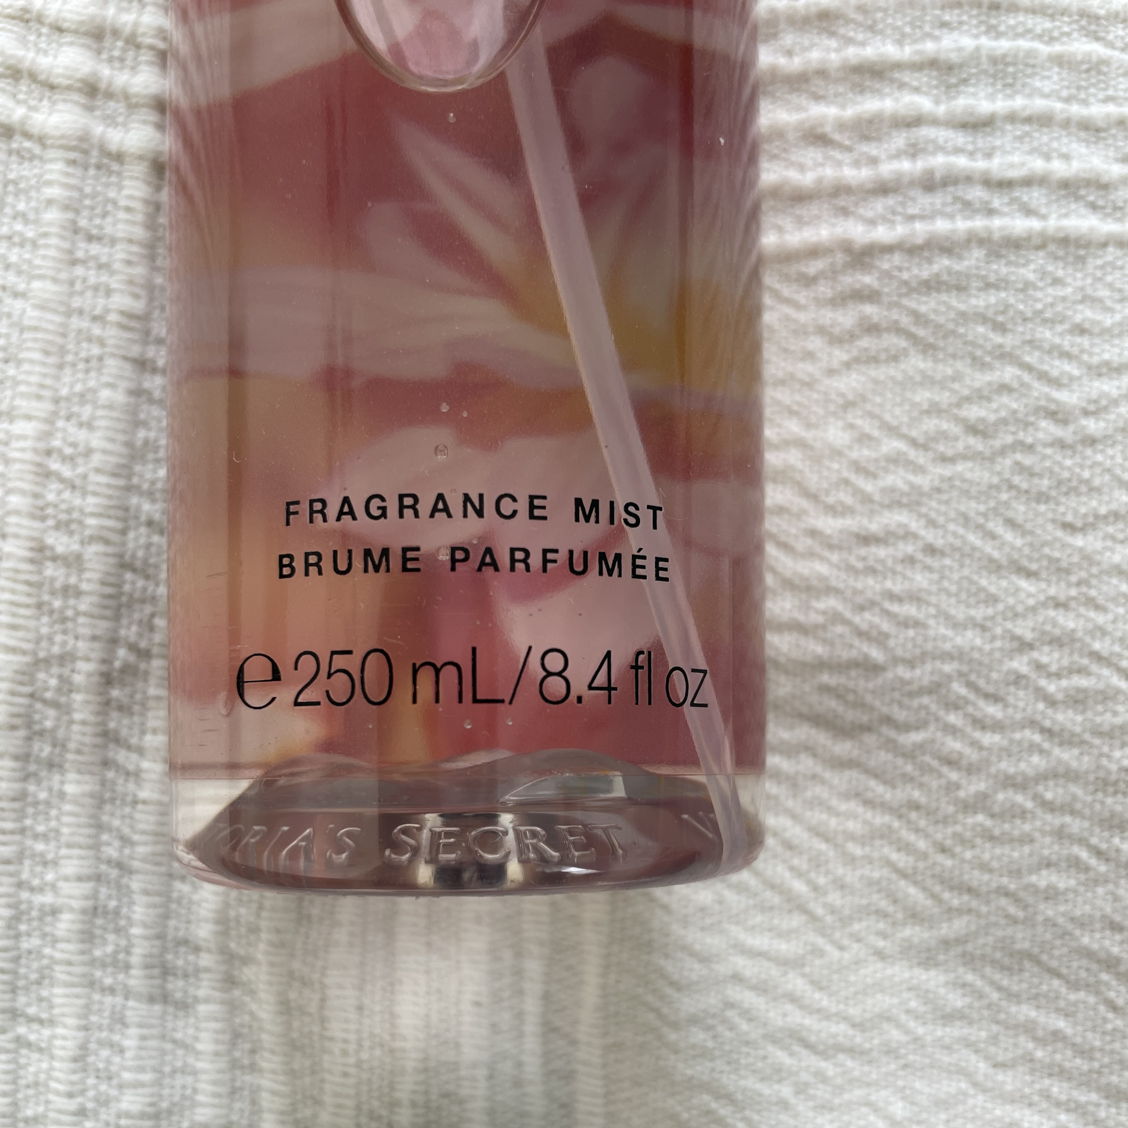 FRAGRANCE MIST
BRUME PARFUMÉE
℮ 250 mL/8.4 fl oz
SECRET